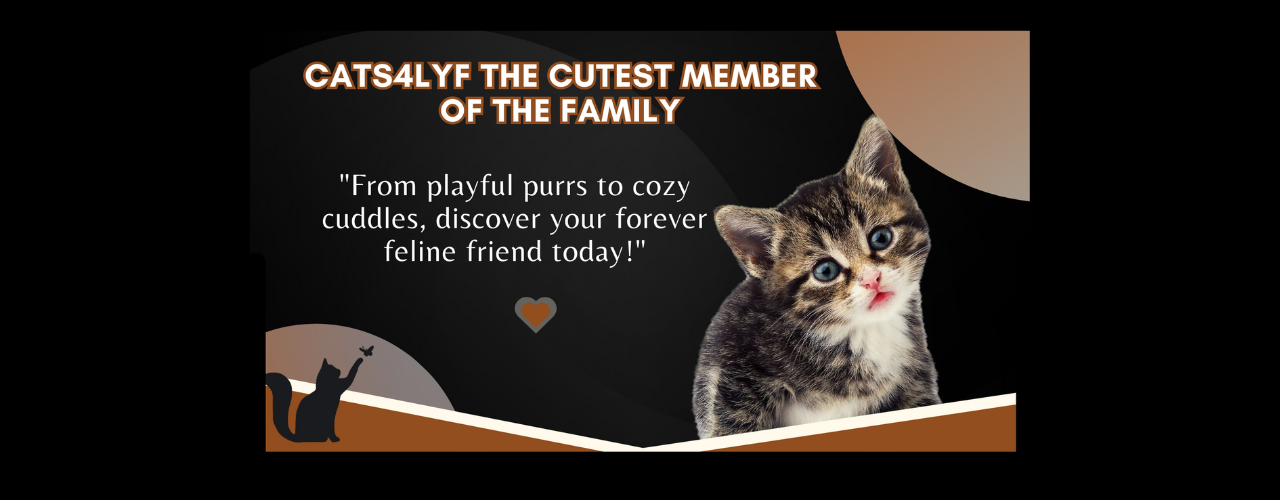 CATS4LYF THE CUTEST MEMBER
OF THE FAMILY
"From playful purrs to cozy
cuddles, discover your forever
feline friend today!"